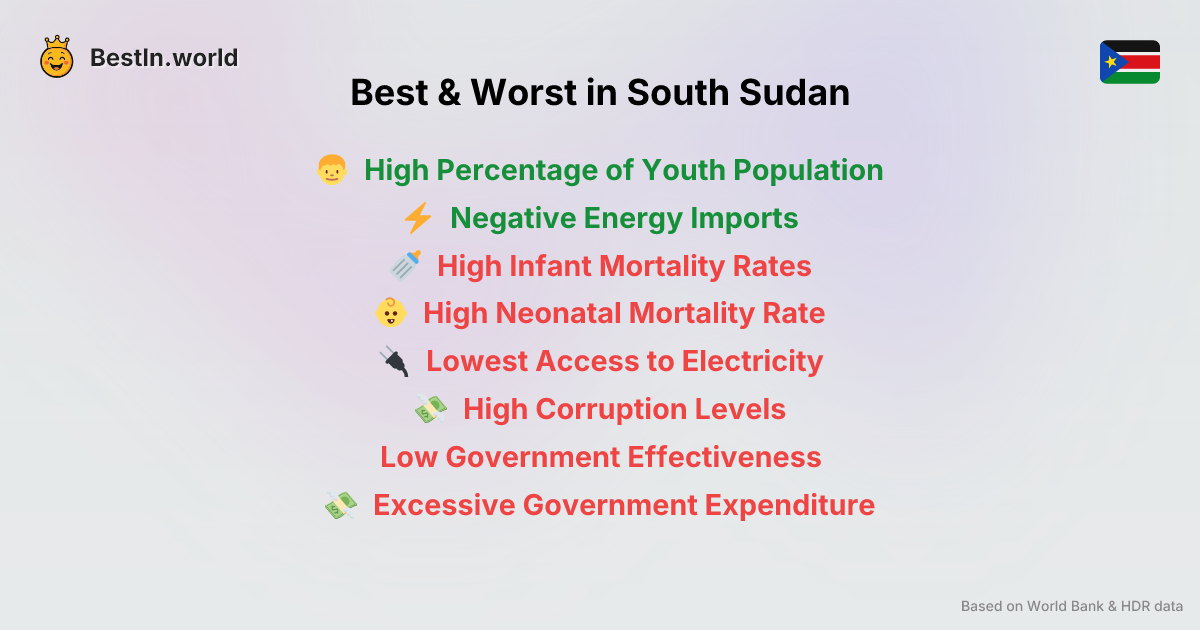 BestIn.world
Best & Worst in South Sudan
High Percentage of Youth Population
Negative Energy Imports
High Infant Mortality Rates
High Neonatal Mortality Rate
Lowest Access to Electricity
High Corruption Levels
Low Government Effectiveness
Excessive Government Expenditure
Based on World Bank & HDR data